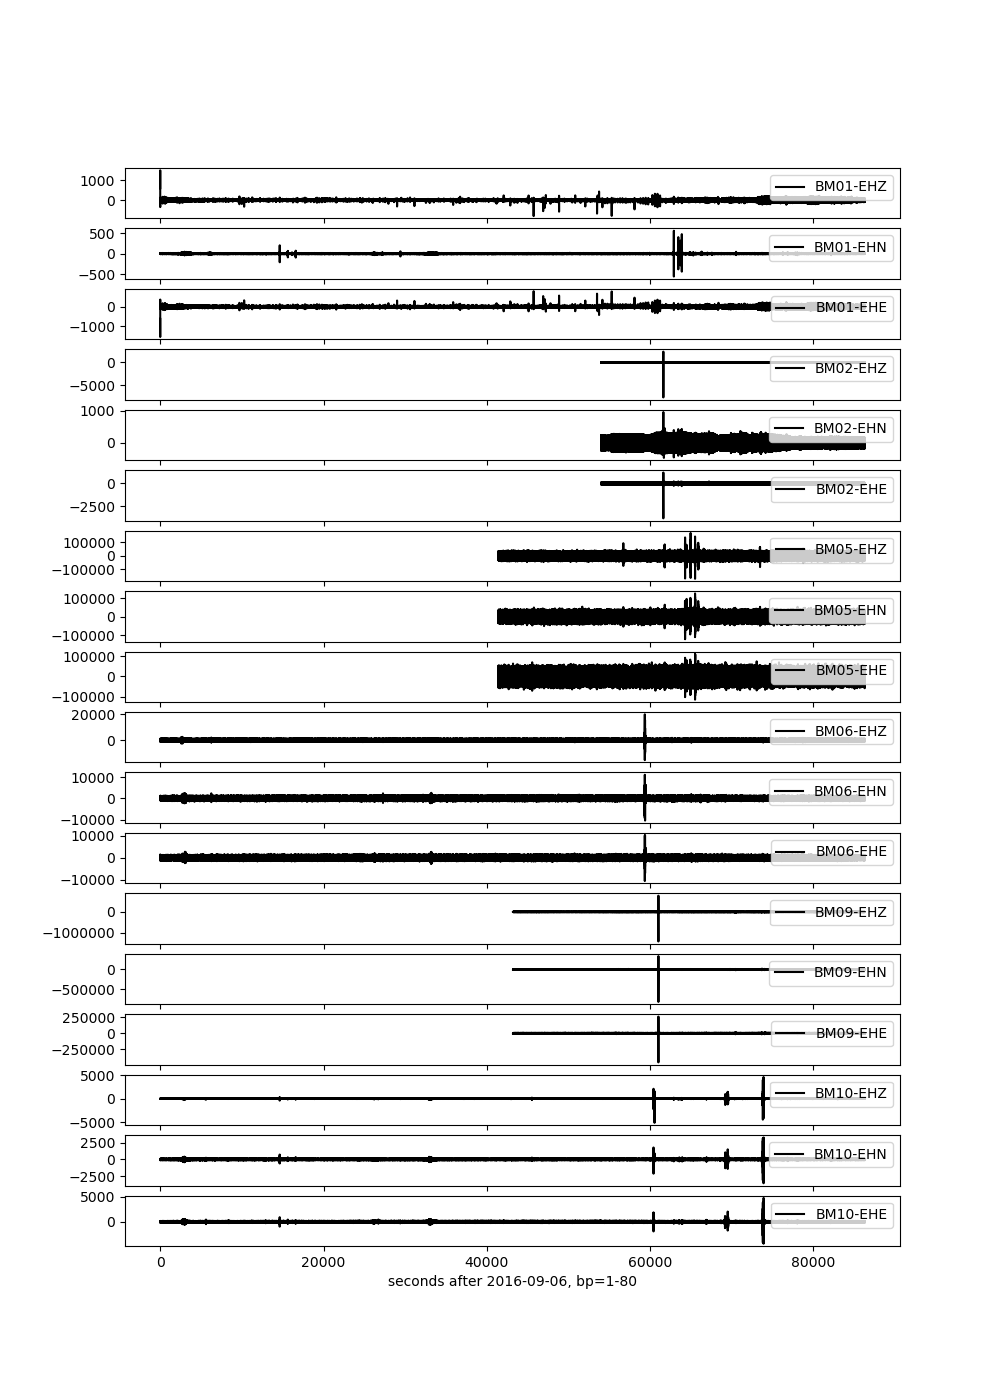 1000
0
BM01-EHZ
500
0
−500
BM01-EHN
0
−1000
BM01-EHE
0
−5000
BM02-EHZ
1000
0
BM02-EHN
0
−2500
BM02-EHE
100000
0
−100000
BM05-EHZ
100000
0
−100000
BM05-EHN
100000
0
−100000
BM05-EHE
20000
0
BM06-EHZ
10000
0
−10000
BM06-EHN
10000
0
−10000
BM06-EHE
0
−1000000
BM09-EHZ
0
−500000
BM09-EHN
250000
0
−250000
BM09-EHE
5000
0
−5000
BM10-EHZ
2500
0
−2500
BM10-EHN
5000
0
BM10-EHE
0 20000 40000 60000 80000
seconds after 2016-09-06, bp=1-80